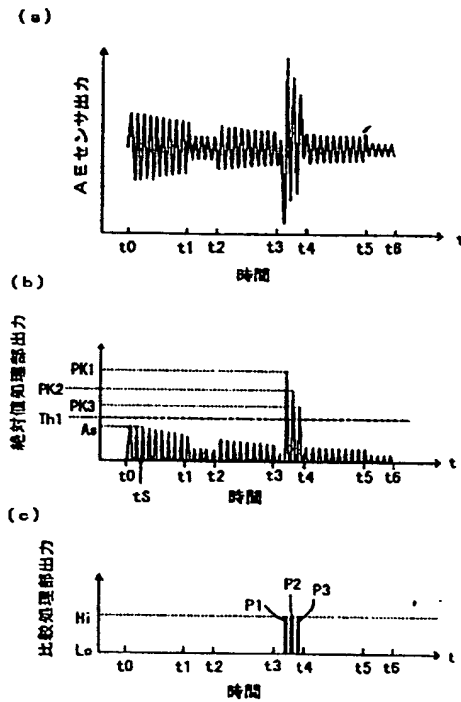 (a)
AEセンサ出力
t0 t1 t2 t3 t4 t5 t6 t
時間
(b)
絶対値処理部出力
PK1
PK2
PK3
Th1
As
t0 t1 t2 t3 t4 t5 t6 t
tS
時間
(c)
比較処理部出力
P1 P2 P3
Hi
Lo
t0 t1 t2 t3 t4 t5 t6 t
時間